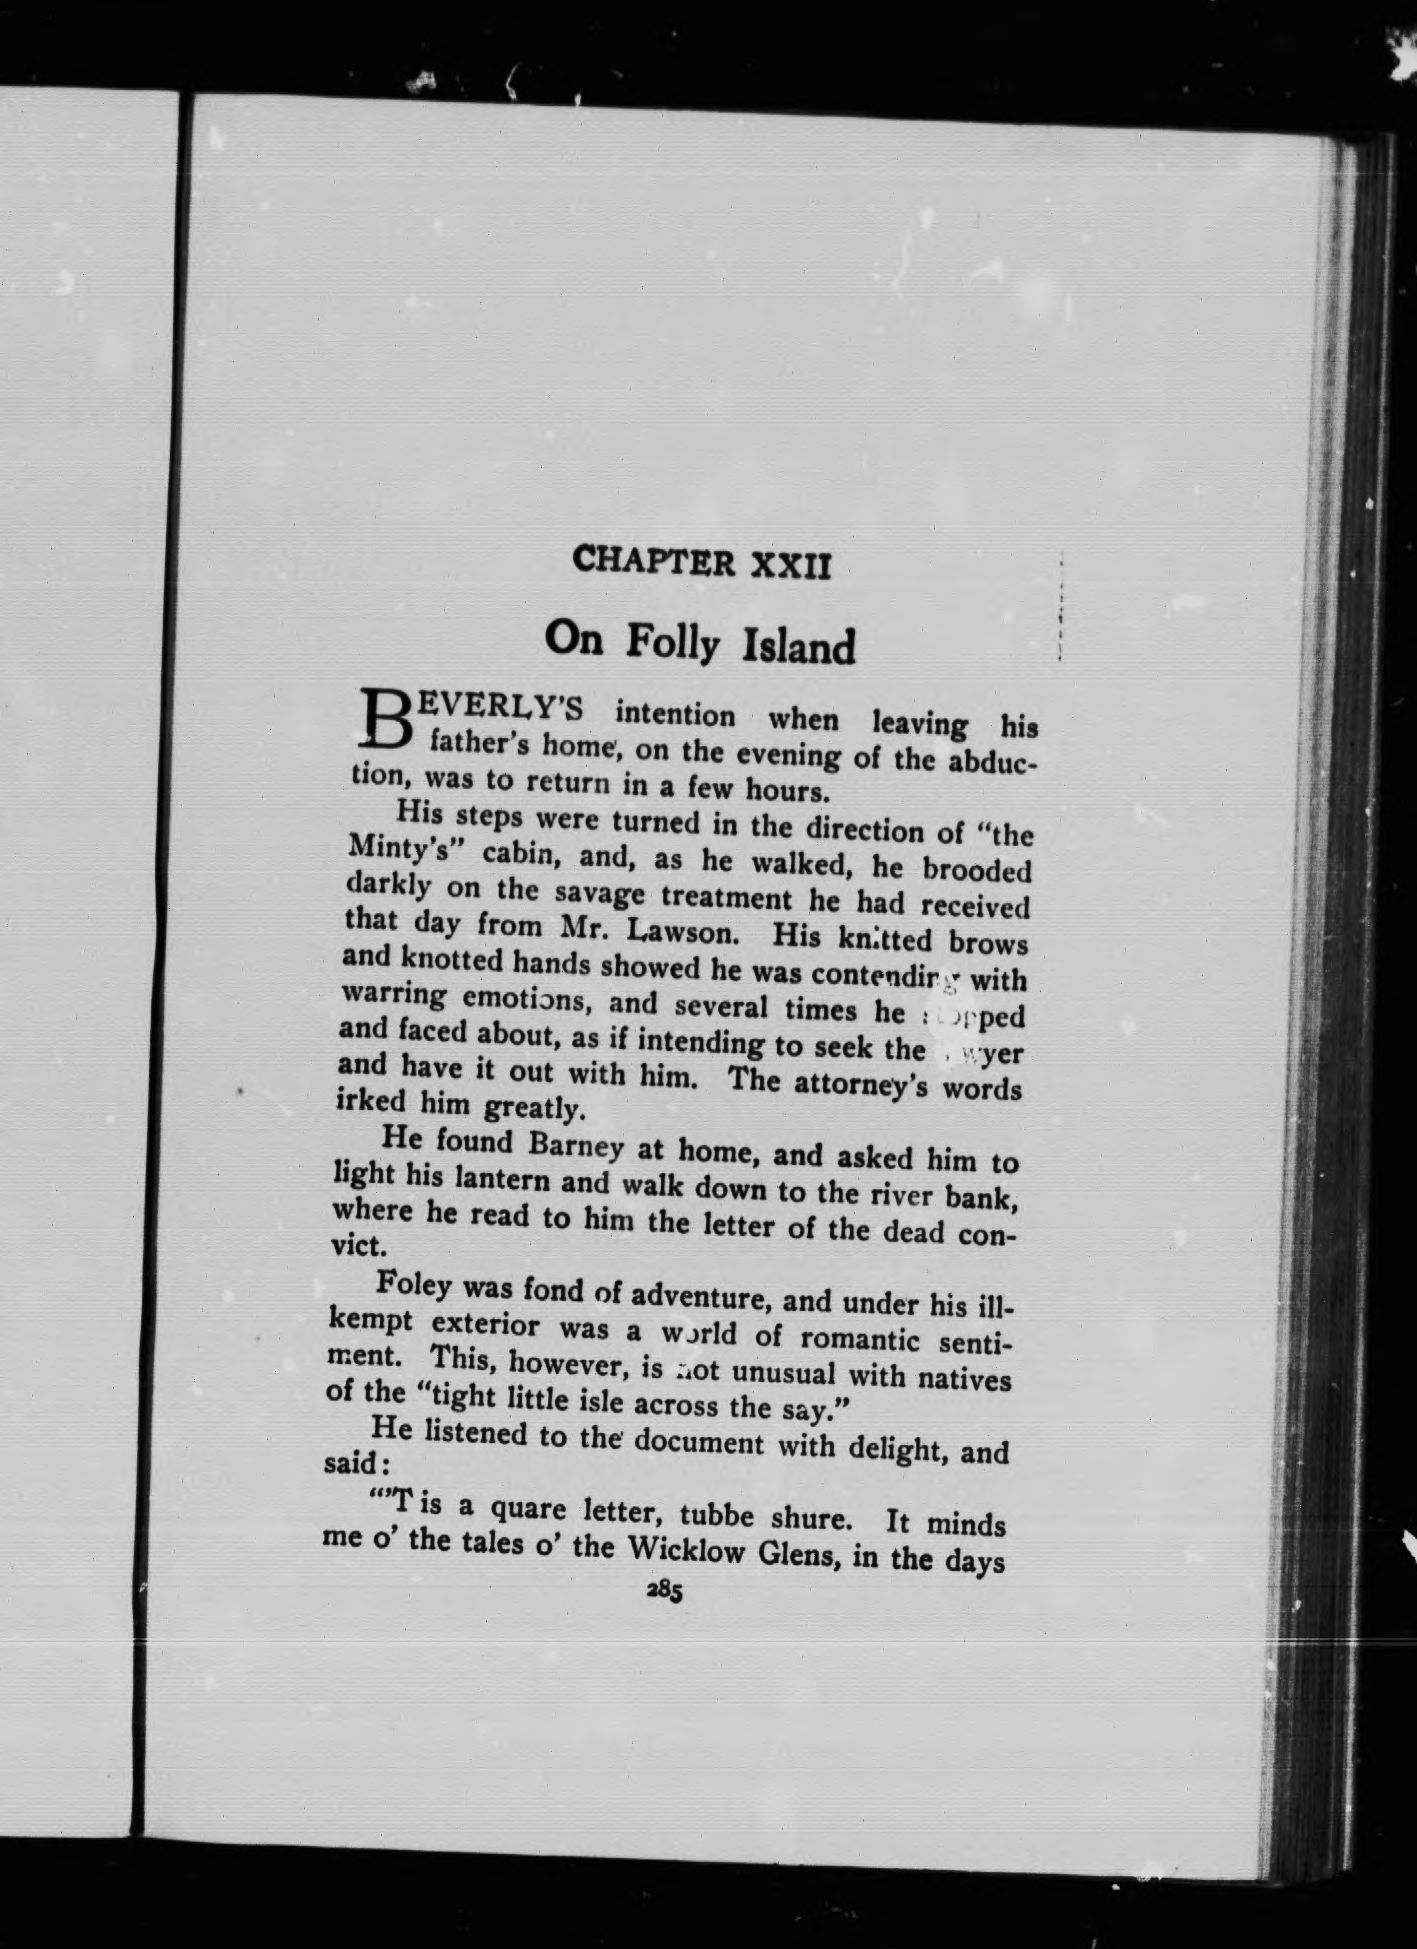 CHAPTER XXII
On Folly Island
BEVERLY'S intention when leaving his
father's home, on the evening of the abduc-
tion, was to return in a few hours.
His steps were turned in the direction of "the
Minty's" cabin, and, as he walked, he brooded
darkly on the savage treatment he had received
that day from Mr. Lawson. His knitted brows
and knotted hands showed he was contending with
warring emotions, and several times he stopped
and faced about, as if intending to seek the
and have it out with him. The attorney's words
irked him greatly.
He found Barney at home, and asked him to
light his lantern and walk down to the river bank,
where he read to him the letter of the dead con-
vict.
Foley was fond of adventure, and under his ill-
kempt exterior was a world of romantic senti-
ment. This, however, is not unusual with natives
of the "tight little isle across the say."
He listened to the document with delight, and
said:
"'Tis a quare letter, tubbe shure. It minds
me o' the tales o' the Wicklow Glens, in the days
285